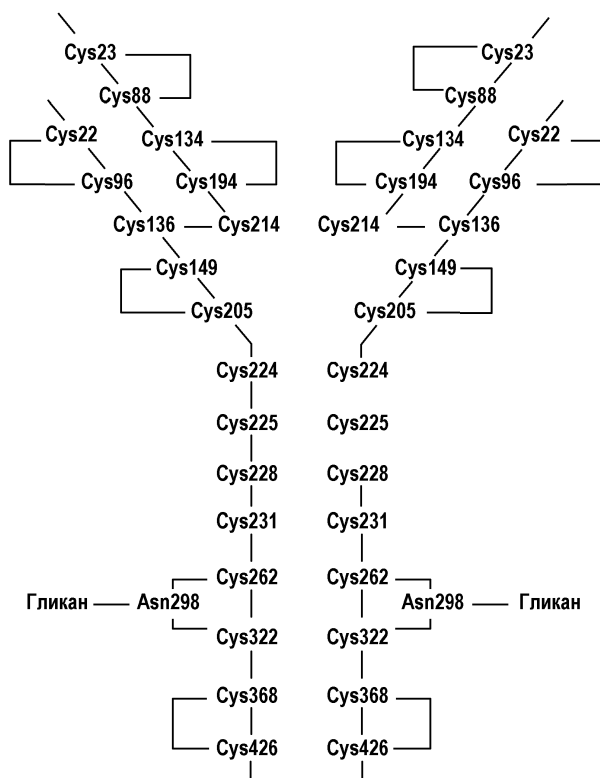 Cys23 Cys23
Cys88 Cys88
Cys22 Cys134 Cys134 Cys22
Cys96 Cys194 Cys194 Cys96
Cys136 Cys214 Cys214 Cys136
Cys149 Cys149
Cys205 Cys205
Cys224 Cys224
Cys225 Cys225
Cys228 Cys228
Cys231 Cys231
Cys262 Cys262
Гликан Asn298 Asn298 Гликан
Cys322 Cys322
Cys368 Cys368
Cys426 Cys426